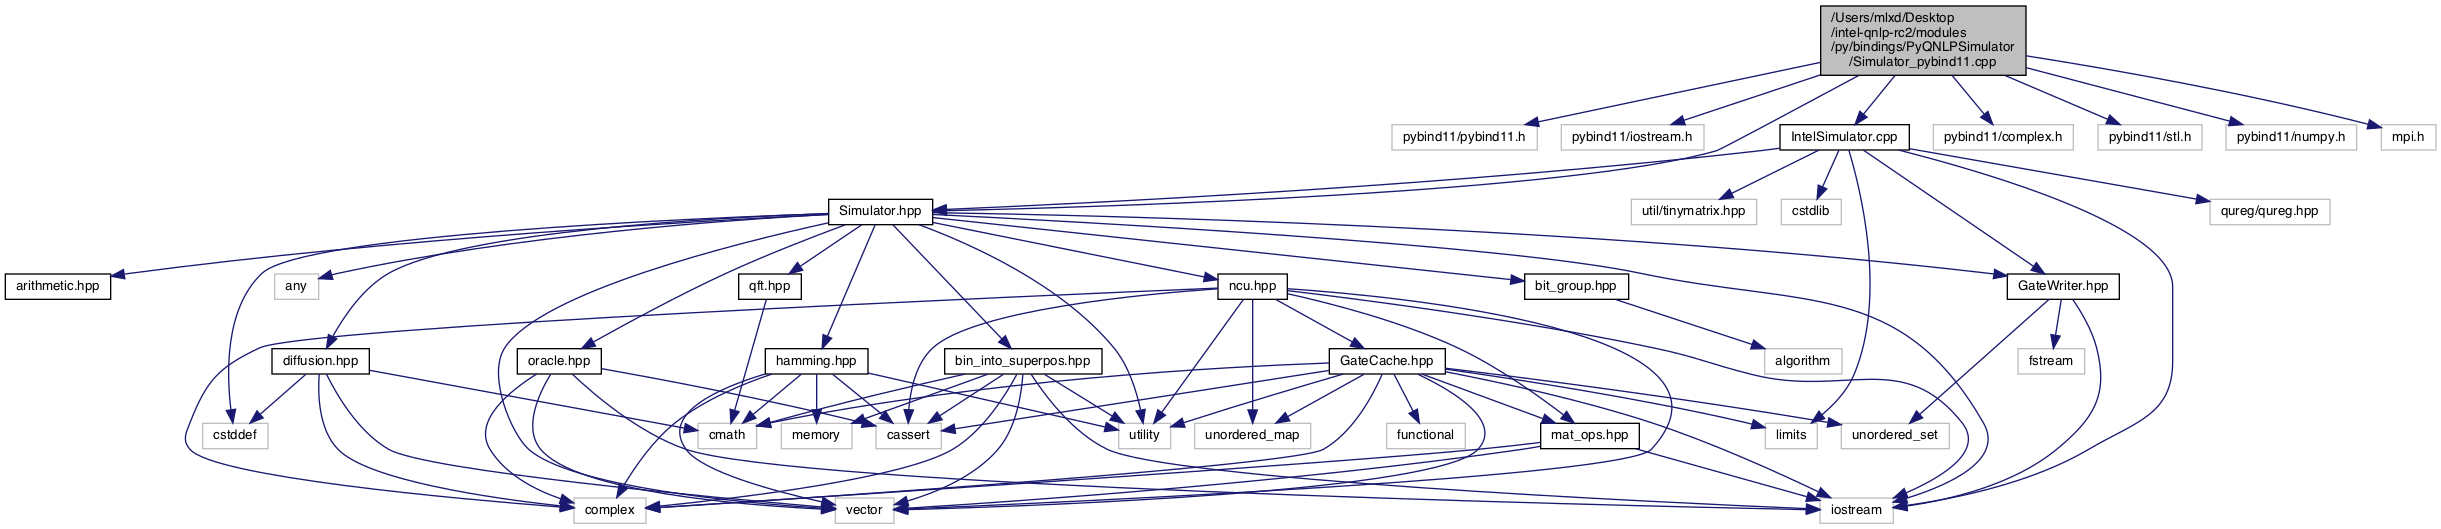 /Users/mlxd/Desktop
/intel-qnlp-rc2/modules
/py/bindings/PyQNLPSimulator
/Simulator_pybind11.cpp
pybind11/pybind11.h
pybind11/iostream.h
IntelSimulator.cpp
pybind11/complex.h
pybind11/stl.h
pybind11/numpy.h
mpi.h
Simulator.hpp
util/tinymatrix.hpp
cstdlib
qureg/qureg.hpp
arithmetic.hpp
any
qft.hpp
ncu.hpp
bit_group.hpp
GateWriter.hpp
diffusion.hpp
oracle.hpp
hamming.hpp
bin_into_superpos.hpp
GateCache.hpp
algorithm
fstream
cstddef
cmath
memory
cassert
utility
unordered_map
functional
mat_ops.hpp
limits
unordered_set
complex
vector
iostream